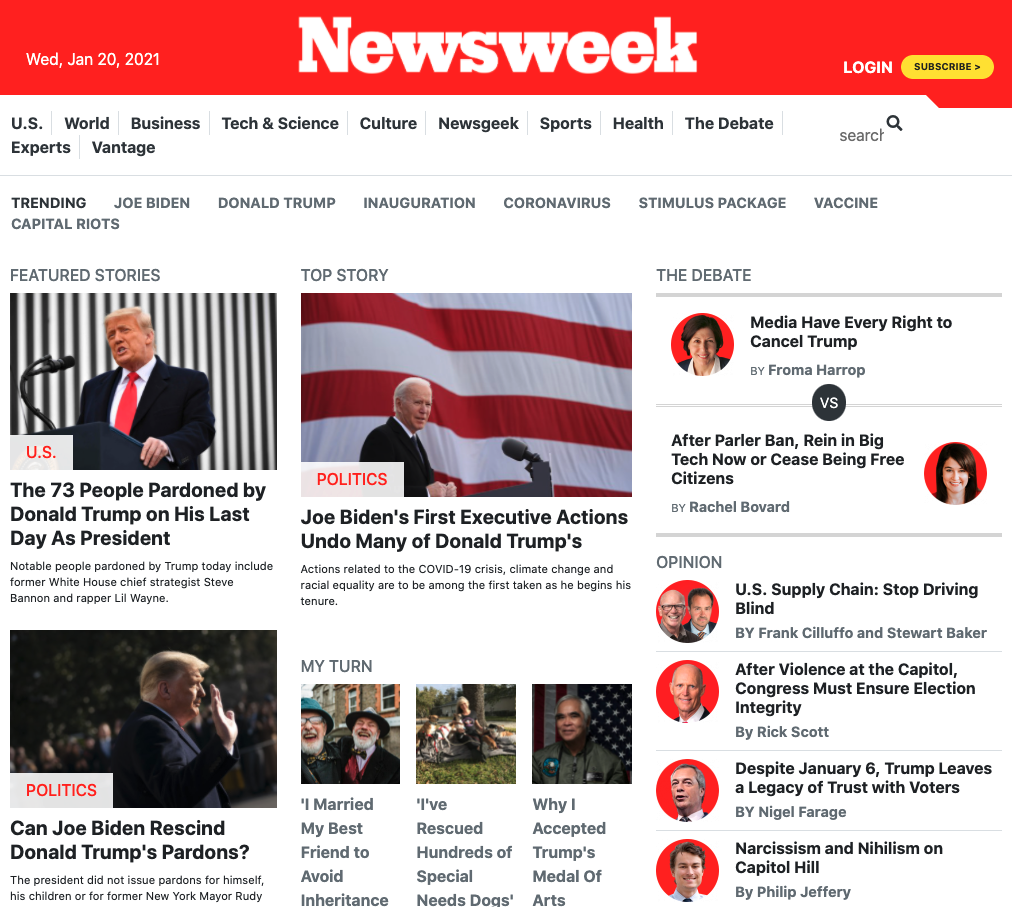 Wed, Jan 20, 2021
Newsweek
LOGIN
SUBSCRIBE >
U.S.
World
Business
Tech & Science
Culture
Newsgeek
Sports
Health
The Debate
Experts
Vantage
search
TRENDING
JOE BIDEN
DONALD TRUMP
INAUGURATION
CORONAVIRUS
STIMULUS PACKAGE
VACCINE
CAPITAL RIOTS
FEATURED STORIES
U.S.
The 73 People Pardoned by
Donald Trump on His Last
Day As President
Notable people pardoned by Trump today include
former White House chief strategist Steve
Bannon and rapper Lil Wayne.
POLITICS
Can Joe Biden Rescind
Donald Trump's Pardons?
The president did not issue pardons for himself,
his children or for former New York Mayor Rudy
TOP STORY
POLITICS
Joe Biden's First Executive Actions
Undo Many of Donald Trump's
Actions related to the COVID-19 crisis, climate change and
racial equality are to be among the first taken as he begins his
tenure.
MY TURN
'I Married
My Best
Friend to
Avoid
Inheritance
'I've
Rescued
Hundreds of
Special
Needs Dogs'
Why I
Accepted
Trump's
Medal Of
Arts
THE DEBATE
Media Have Every Right to
Cancel Trump
BY Froma Harrop
VS
After Parler Ban, Rein in Big
Tech Now or Cease Being Free
Citizens
BY Rachel Bovard
OPINION
U.S. Supply Chain: Stop Driving
Blind
BY Frank Cilluffo and Stewart Baker
After Violence at the Capitol,
Congress Must Ensure Election
Integrity
By Rick Scott
Despite January 6, Trump Leaves
a Legacy of Trust with Voters
BY Nigel Farage
Narcissism and Nihilism on
Capitol Hill
By Philip Jeffery